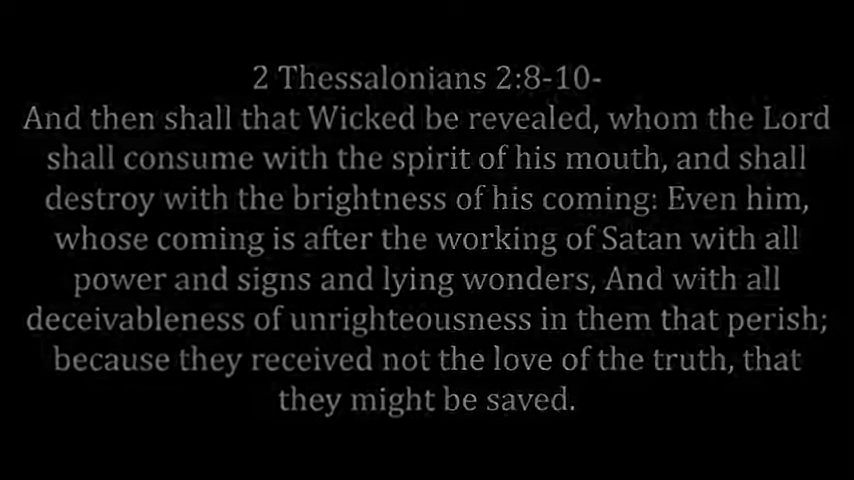 2 Thessalonians 2:8-10-
And then shall that Wicked be revealed, whom the Lord
shall consume with the spirit of his mouth, and shall
destroy with the brightness of his coming: Even him,
whose coming is after the working of Satan with all
power and signs and lying wonders, And with all
deceivableness of unrighteousness in them that perish;
because they received not the love of the truth, that
they might be saved.